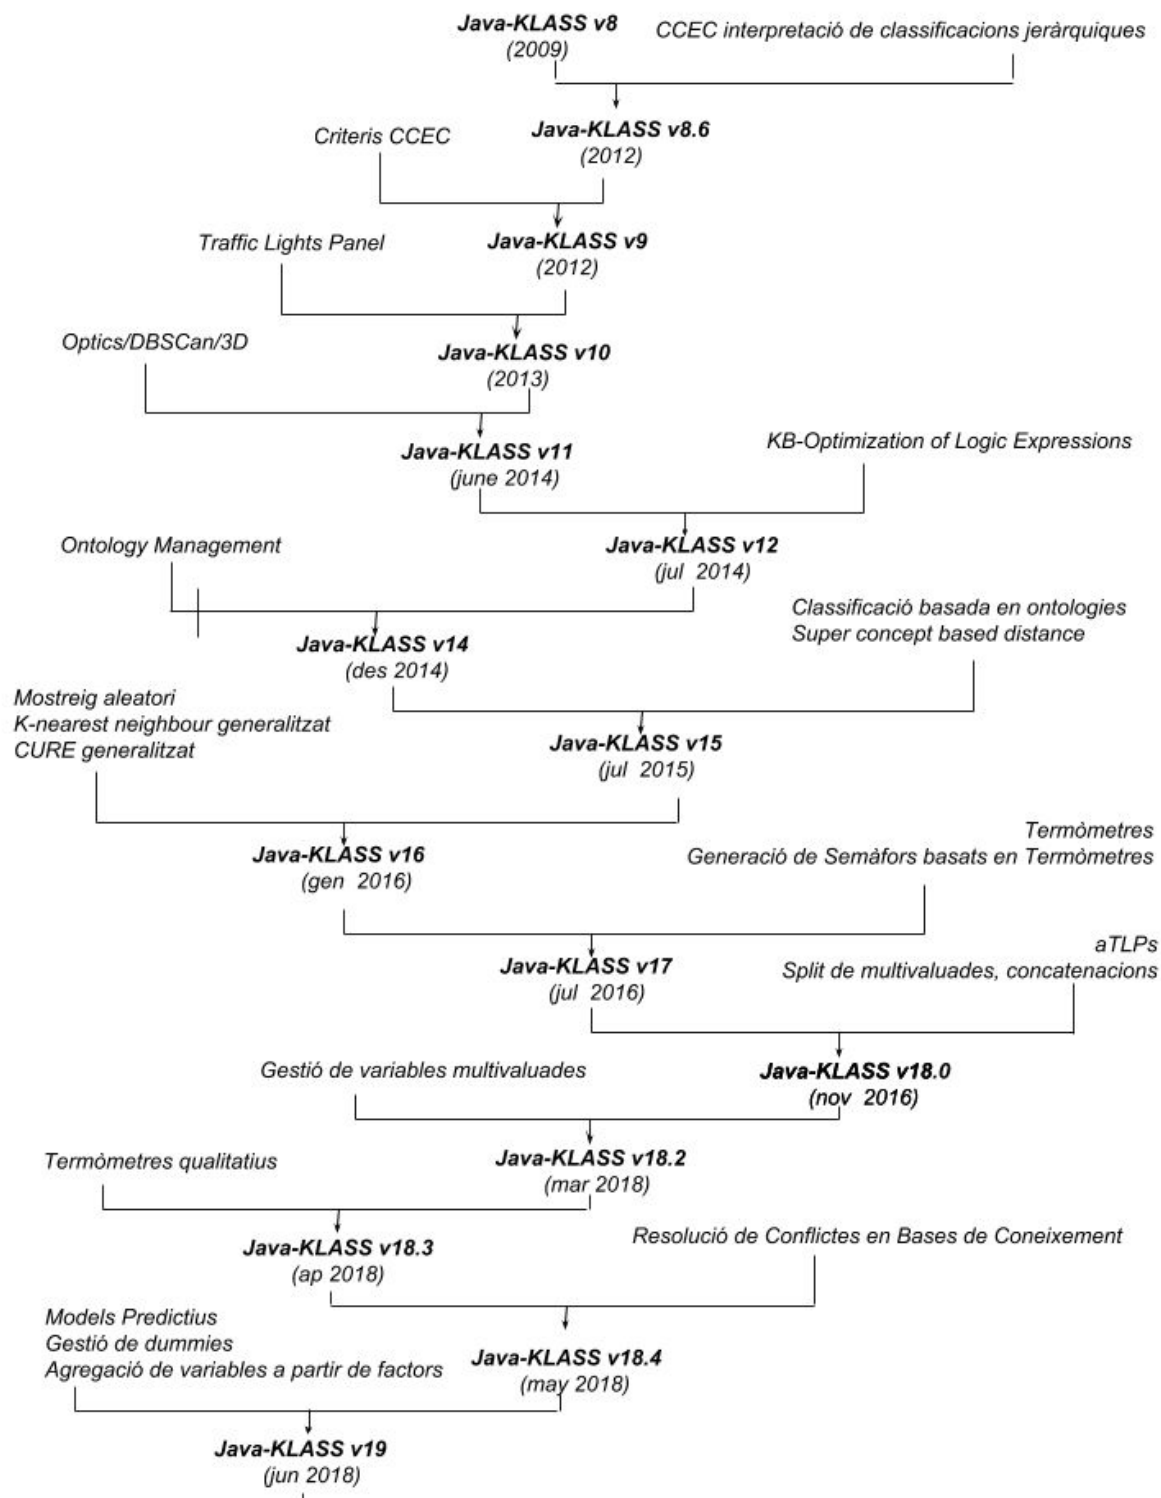 Java-KLASS v8
(2009)
CCEC interpretació de classificacions jeràrquiques
Criteris CCEC
Java-KLASS v8.6
(2012)
Traffic Lights Panel
Java-KLASS v9
(2012)
Optics/DBSCan/3D
Java-KLASS v10
(2013)
Java-KLASS v11
(june 2014)
KB-Optimization of Logic Expressions
Ontology Management
Java-KLASS v12
(jul 2014)
Classificació basada en ontologies
Super concept based distance
Java-KLASS v14
(des 2014)
Mostreig aleatori
K-nearest neighbour generalitzat
CURE generalitzat
Java-KLASS v15
(jul 2015)
Termòmetres
Generació de Semàfors basats en Termòmetres
Java-KLASS v16
(gen 2016)
aTLPs
Split de multivaluades, concatenacions
Java-KLASS v17
(jul 2016)
Gestió de variables multivaluades
Java-KLASS v18.0
(nov 2016)
Termòmetres qualitatius
Java-KLASS v18.2
(mar 2018)
Resolució de Conflictes en Bases de Coneixement
Java-KLASS v18.3
(ap 2018)
Models Predictius
Gestió de dummies
Agregació de variables a partir de factors
Java-KLASS v18.4
(may 2018)
Java-KLASS v19
(jun 2018)